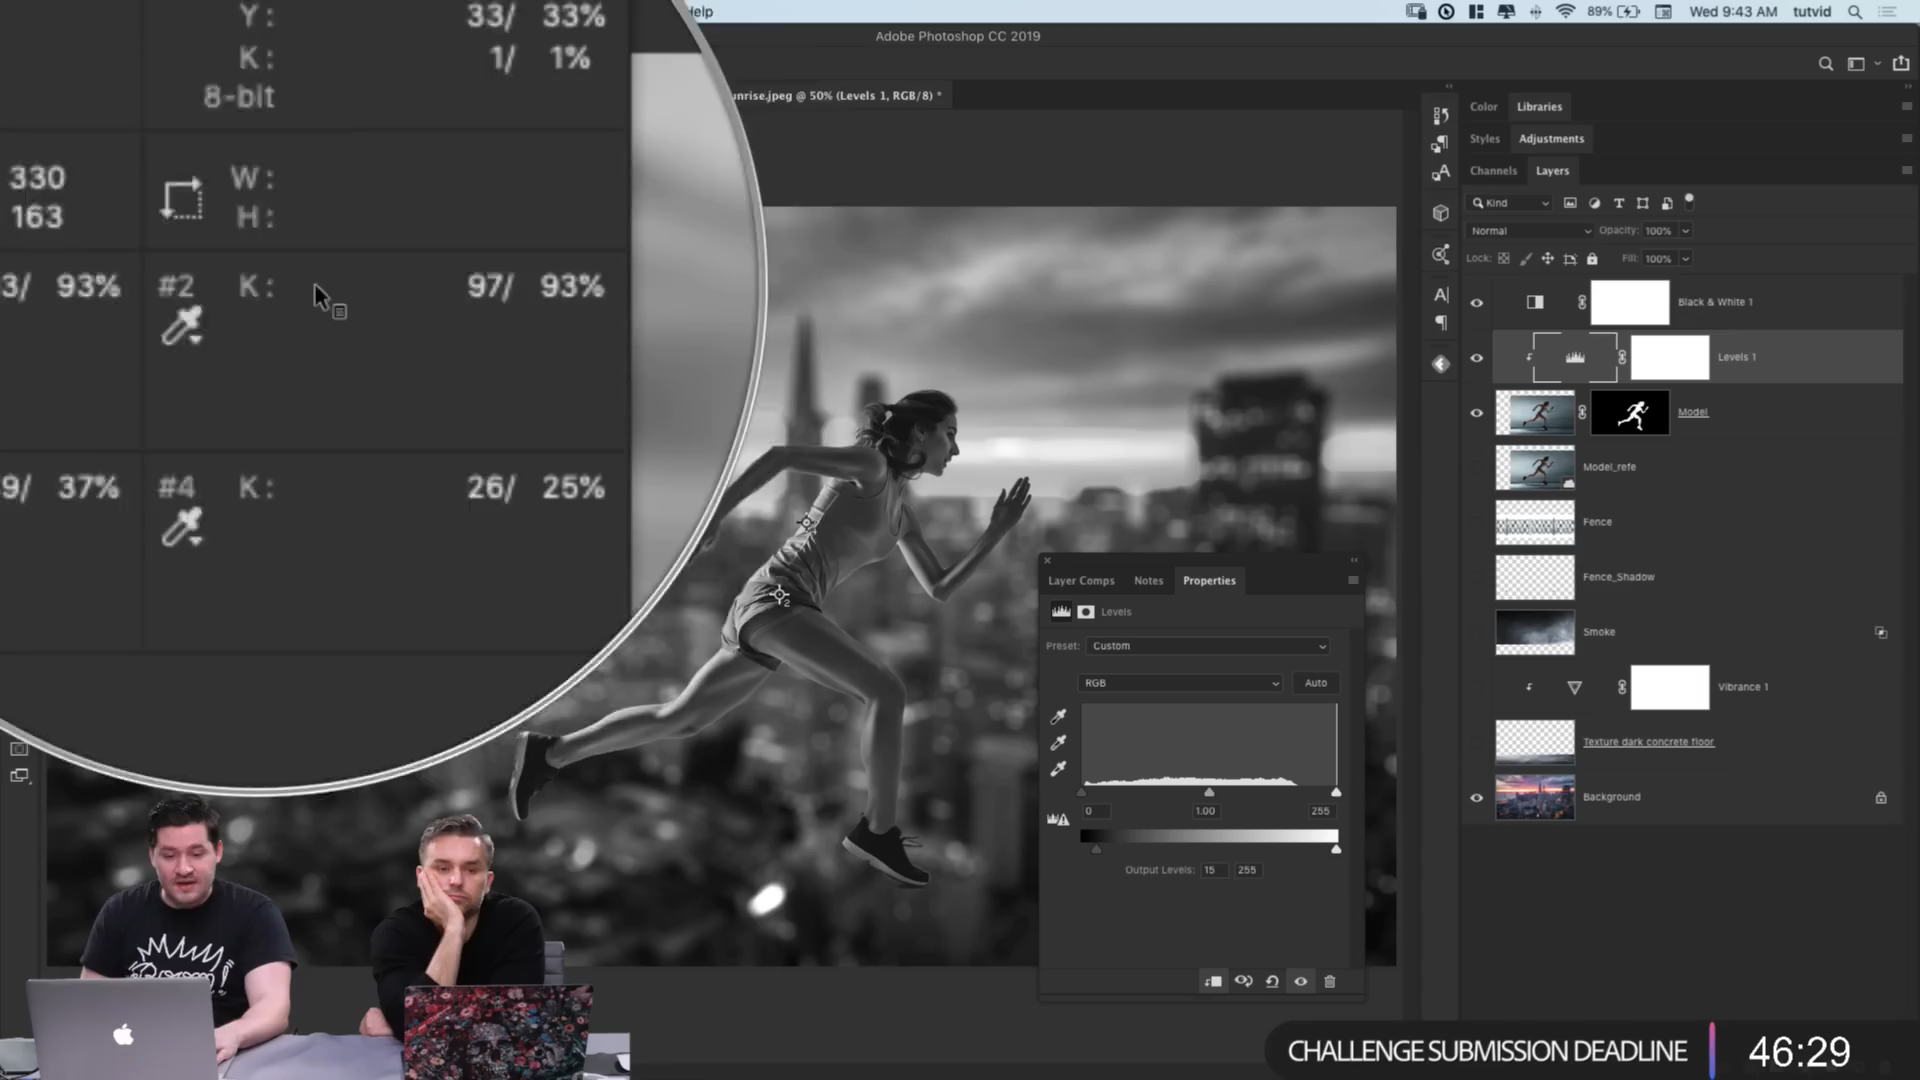 Help
89%
Wed 9:43 AM
tutvid
Adobe Photoshop CC 2019
unrise.jpeg @ 50% (Levels 1, RGB/8) *
Y: 33/ 33%
K: 1/ 1%
8-bit
330
163
W:
H:
3/ 93%
#2 K: 97/ 93%
9/ 37%
#4 K: 26/ 25%
2
Color
Libraries
Styles
Adjustments
Channels
Layers
Kind
Normal
Opacity: 100%
Lock:
Fill: 100%
Black & White 1
Levels 1
Model
Model_refe
Fence
Fence_Shadow
Smoke
Vibrance 1
Texture dark concrete floor
Background
Layer Comps
Notes
Properties
Levels
Preset: Custom
RGB
Auto
0
1.00
255
Output Levels: 15 255
Boom!
CHALLENGE SUBMISSION DEADLINE
46:29